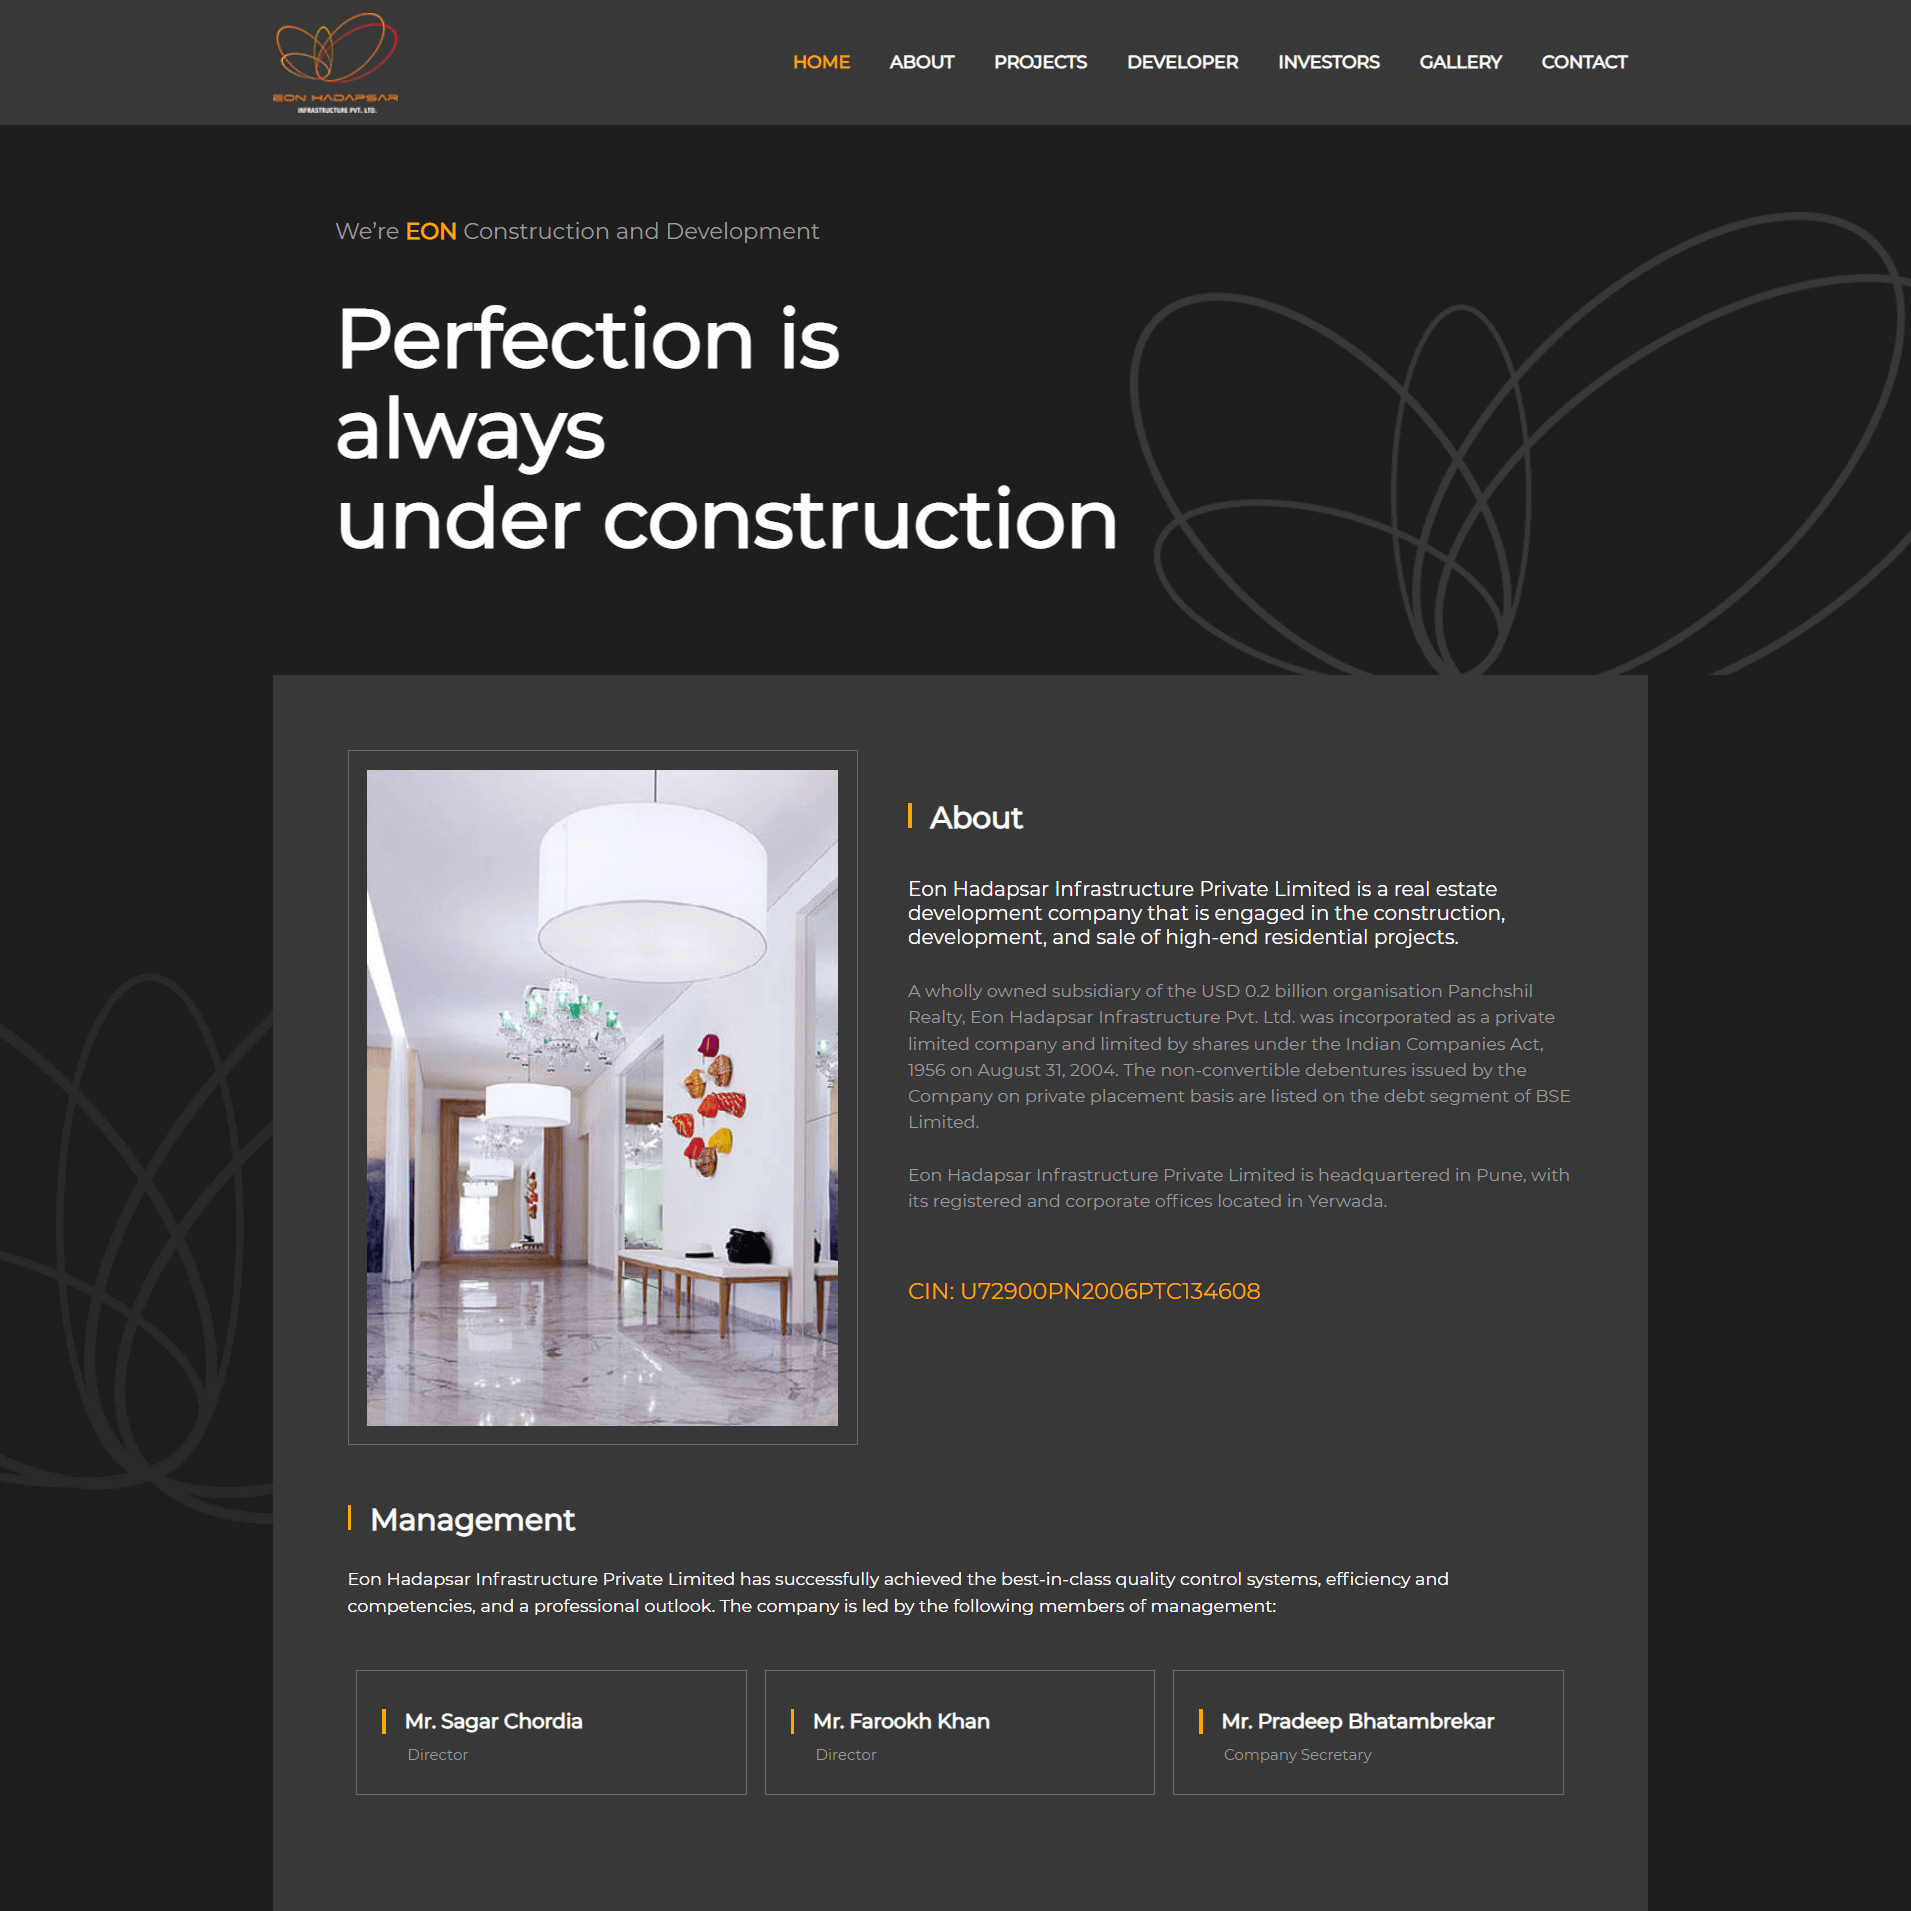 EON HADAPSAR
INFRASTRUCTURE PVT. LTD.
HOME ABOUT PROJECTS DEVELOPER INVESTORS GALLERY CONTACT
We’re EON Construction and Development
Perfection is
always
under construction
About
Eon Hadapsar Infrastructure Private Limited is a real estate
development company that is engaged in the construction,
development, and sale of high-end residential projects.
A wholly owned subsidiary of the USD 0.2 billion organisation Panchshil
Realty, Eon Hadapsar Infrastructure Pvt. Ltd. was incorporated as a private
limited company and limited by shares under the Indian Companies Act,
1956 on August 31, 2004. The non-convertible debentures issued by the
Company on private placement basis are listed on the debt segment of BSE
Limited.
Eon Hadapsar Infrastructure Private Limited is headquartered in Pune, with
its registered and corporate offices located in Yerwada.
CIN: U72900PN2006PTC134608
Management
Eon Hadapsar Infrastructure Private Limited has successfully achieved the best-in-class quality control systems, efficiency and
competencies, and a professional outlook. The company is led by the following members of management:
Mr. Sagar Chordia
Director
Mr. Farookh Khan
Director
Mr. Pradeep Bhatambrekar
Company Secretary